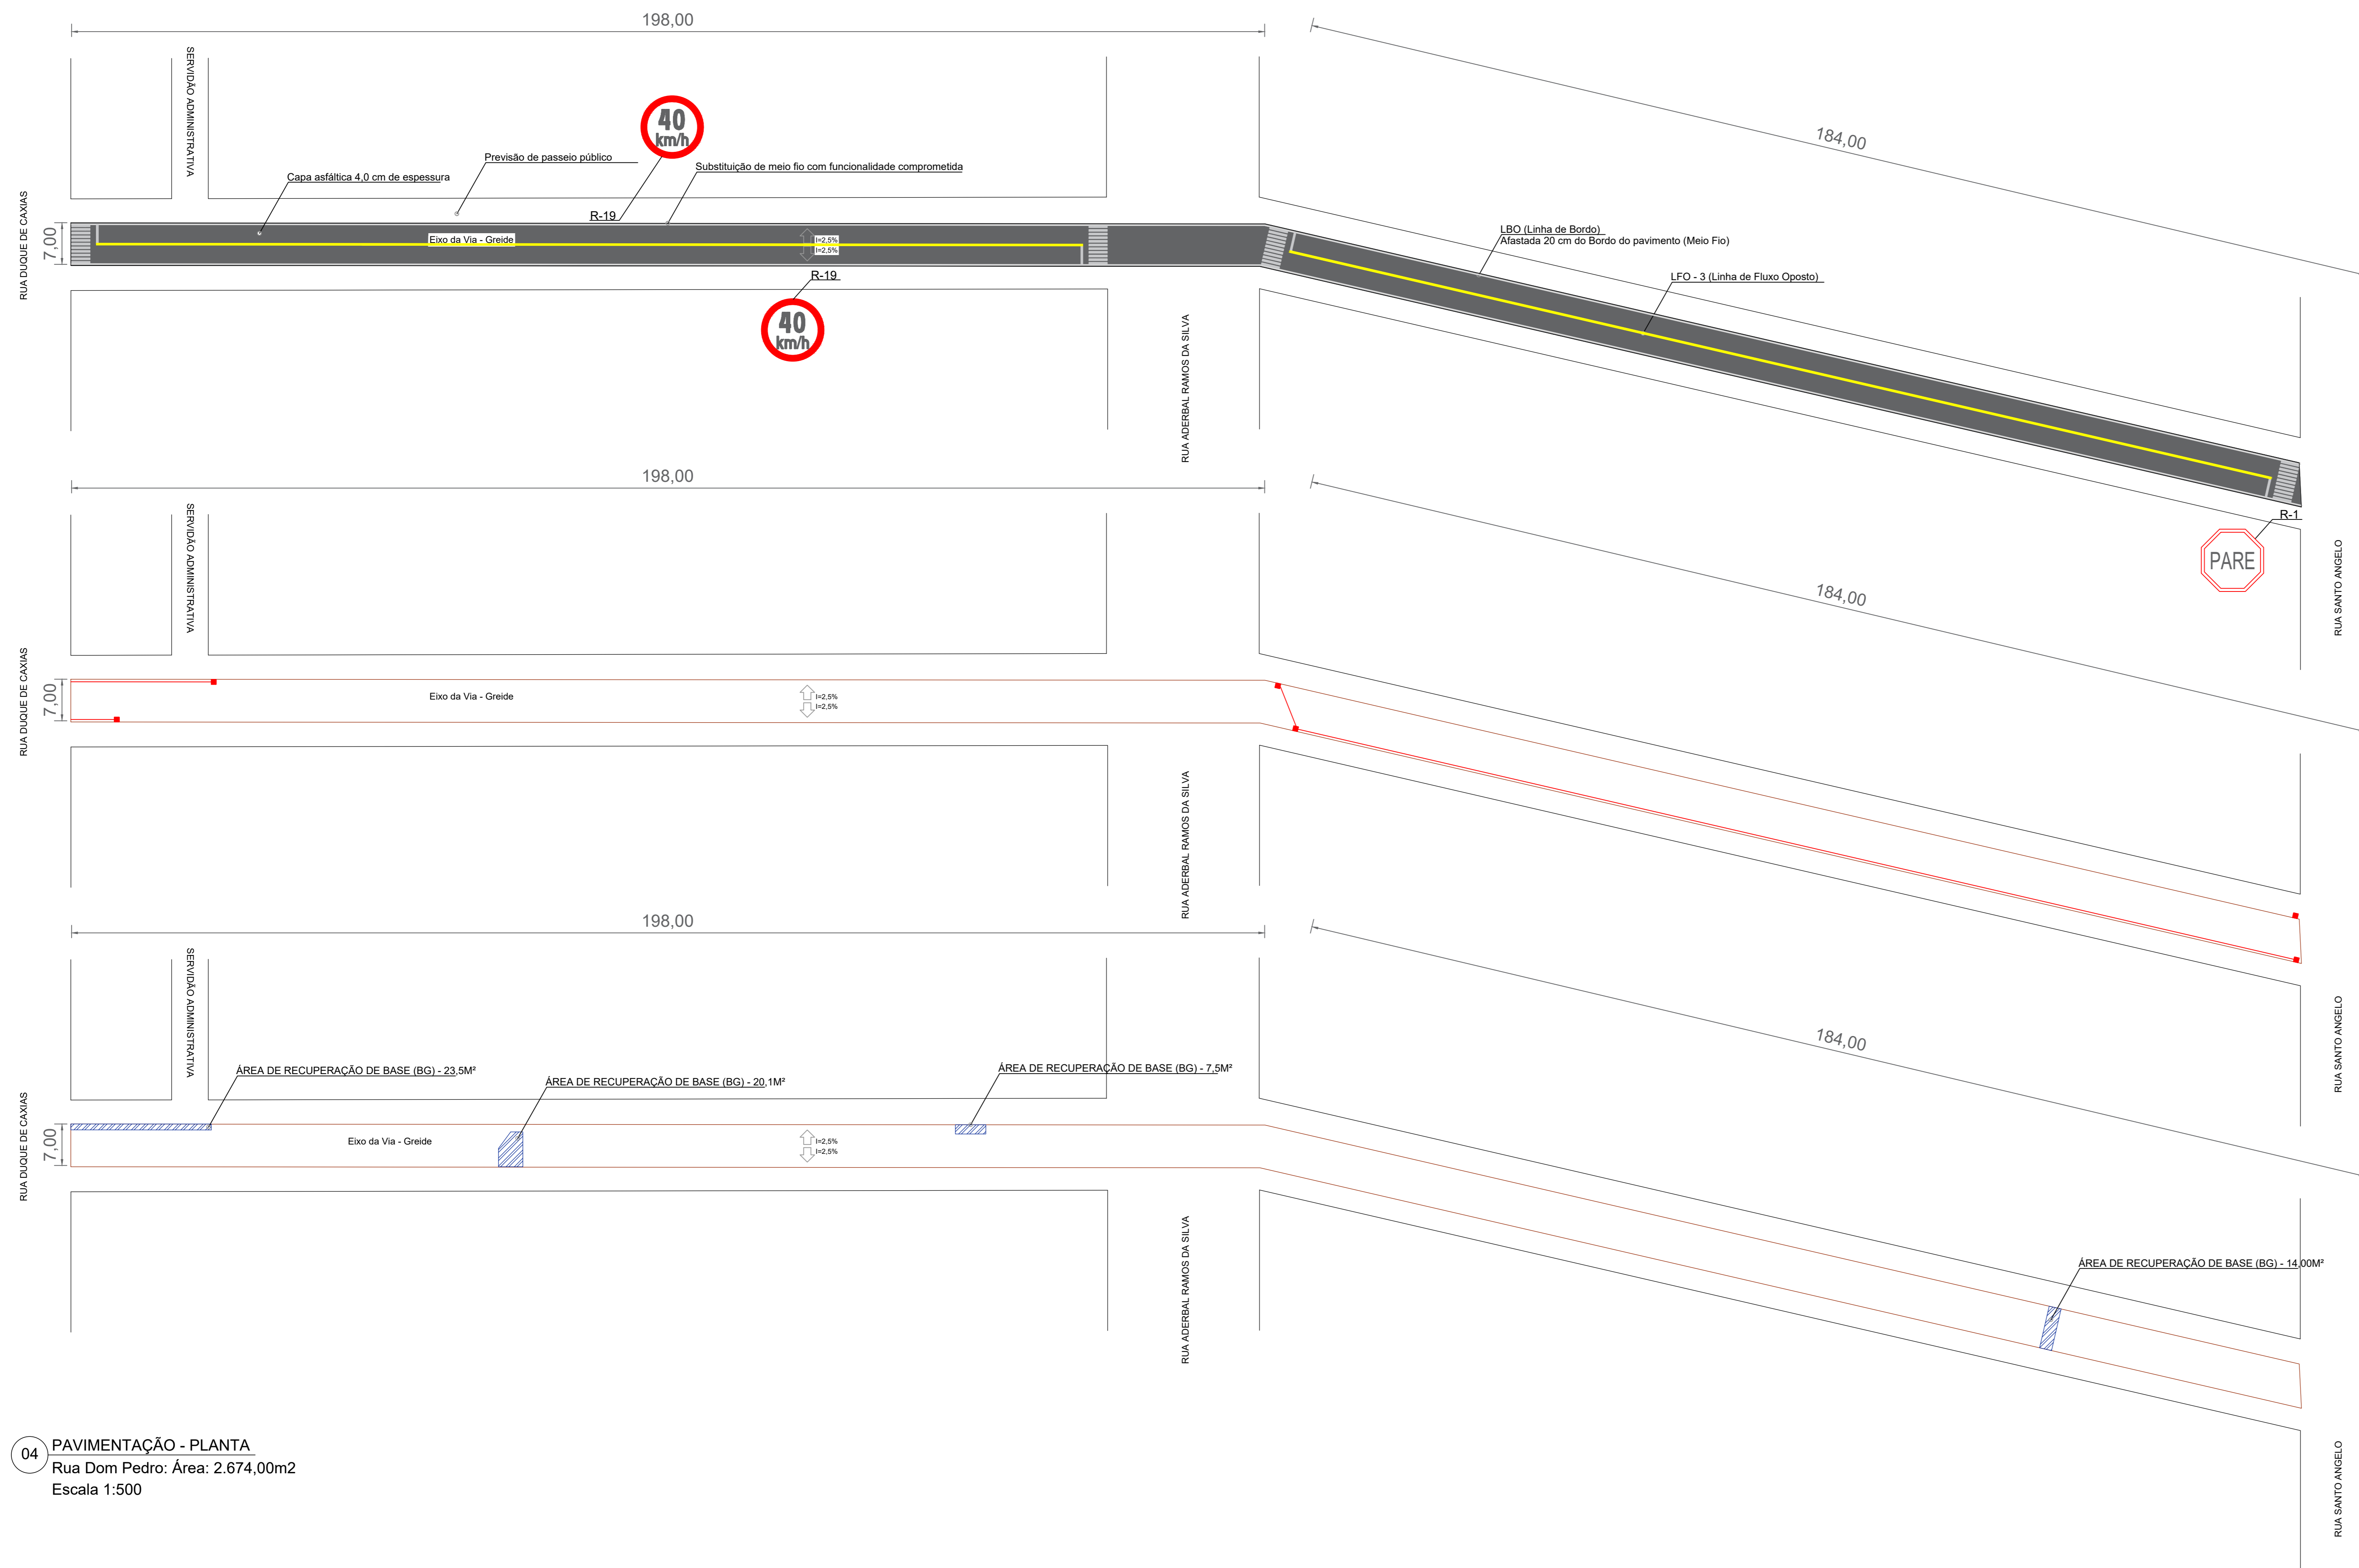 198,00
184,00
SERVIDÃO ADMINISTRATIVA
40
km/h
Previsão de passeio público
Substituição de meio fio com funcionalidade comprometida
Capa asfáltica 4,0 cm de espessura
RUA DUQUE DE CAXIAS
7,00
R-19
Eixo da Via - Greide
I=2,5%
I=2,5%
LBO (Linha de Bordo)
Afastada 20 cm do Bordo do pavimento (Meio Fio)
LFO - 3 (Linha de Fluxo Oposto)
R-19
40
km/h
RUA ADERBAL RAMOS DA SILVA
R-1
PARE
RUA SANTO ANGELO
198,00
184,00
SERVIDÃO ADMINISTRATIVA
RUA DUQUE DE CAXIAS
7,00
Eixo da Via - Greide
I=2,5%
I=2,5%
RUA ADERBAL RAMOS DA SILVA
RUA SANTO ANGELO
198,00
184,00
SERVIDÃO ADMINISTRATIVA
ÁREA DE RECUPERAÇÃO DE BASE (BG) - 23,5M²
ÁREA DE RECUPERAÇÃO DE BASE (BG) - 20,1M²
ÁREA DE RECUPERAÇÃO DE BASE (BG) - 7,5M²
RUA DUQUE DE CAXIAS
7,00
Eixo da Via - Greide
I=2,5%
I=2,5%
RUA ADERBAL RAMOS DA SILVA
ÁREA DE RECUPERAÇÃO DE BASE (BG) - 14,00M²
RUA SANTO ANGELO
04
PAVIMENTAÇÃO - PLANTA
Rua Dom Pedro: Área: 2.674,00m2
Escala 1:500